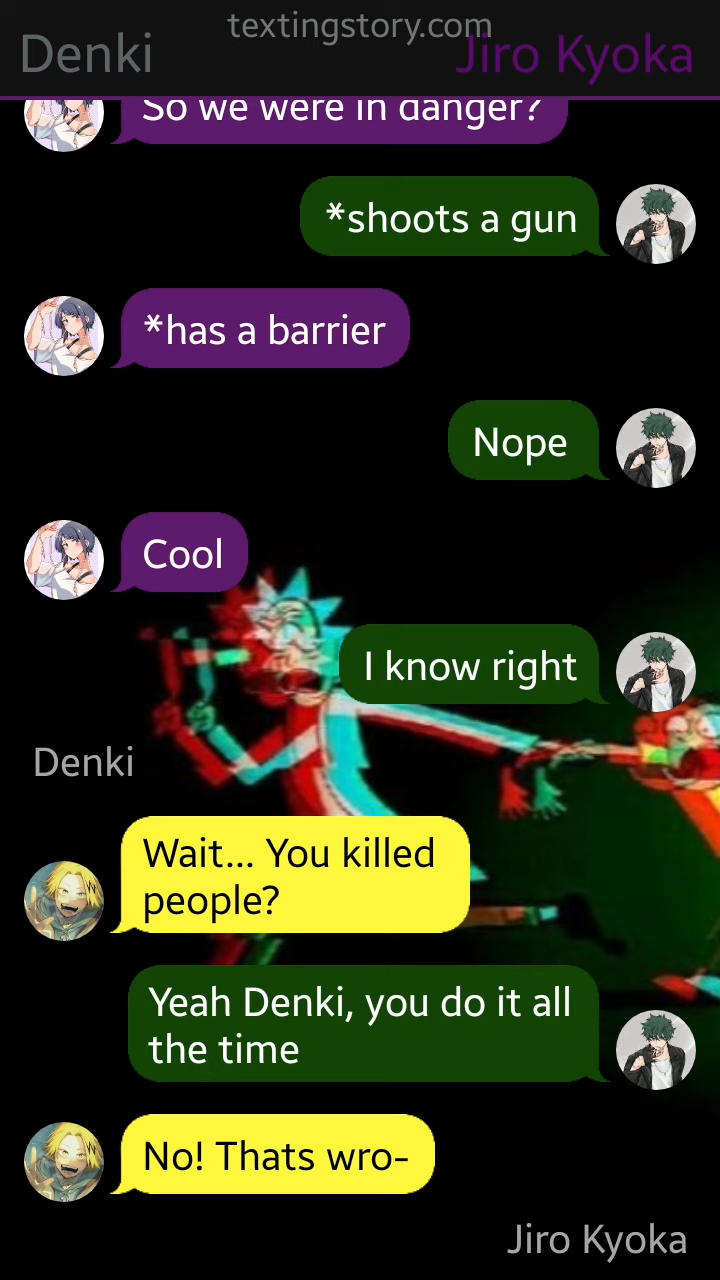 textingstory.com
Denki
Jiro Kyoka
So we were in danger?
*shoots a gun
*has a barrier
Nope
Cool
I know right
Denki
Wait... You killed
people?
Yeah Denki, you do it all
the time
No! Thats wro-
Jiro Kyoka